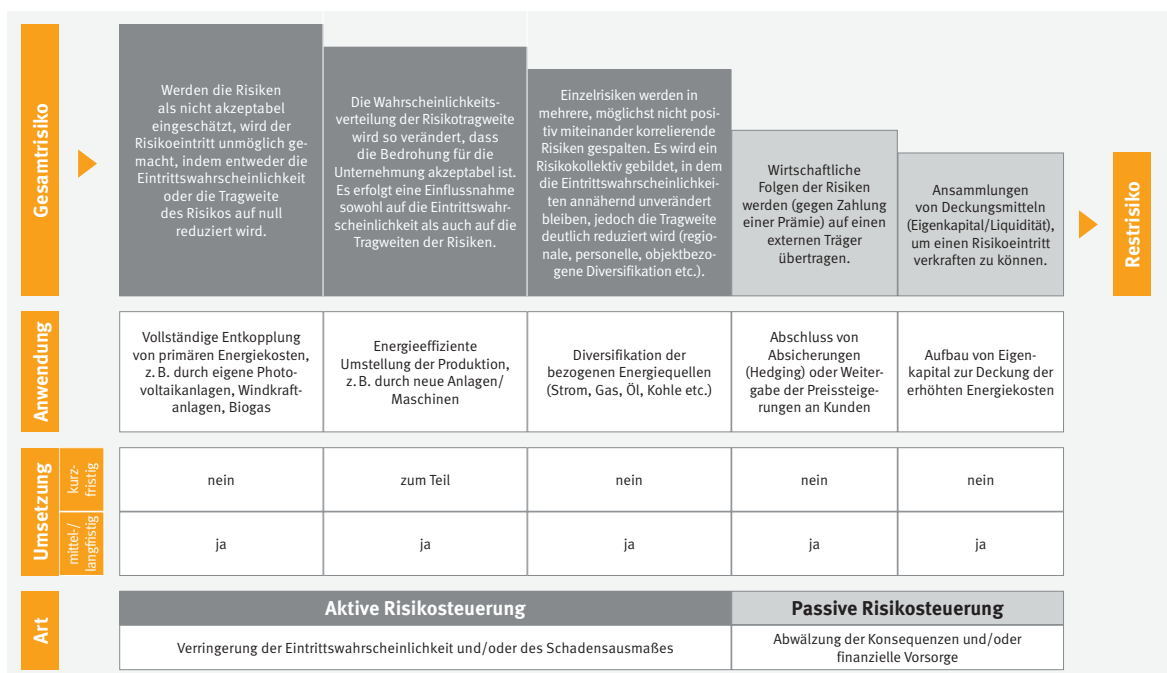 Gesamtrisiko
Werden die Risiken
als nicht akzeptabel
eingeschätzt, wird der
Risikoeintritt unmöglich ge-
macht, indem entweder die
Eintrittswahrscheinlichkeit
oder die Tragweite
des Risikos auf null
reduziert wird.
Die Wahrscheinlichkeits-
verteilung der Risikotragweite
wird so verändert, dass
die Bedrohung für die
Unternehmung akzeptabel ist.
Es erfolgt eine Einflussnahme
sowohl auf die Eintrittswahr-
scheinlichkeit als auch auf die
Tragweiten der Risiken.
Einzelrisiken werden in
mehrere, möglichst nicht posi-
tiv miteinander korrelierende
Risiken gespalten. Es wird ein
Risikokollektiv gebildet, in dem
die Eintrittswahrscheinlichkei-
ten annähernd unverändert
bleiben, jedoch die Tragweite
deutlich reduziert wird (regio-
nale, personelle, objektbezo-
gene Diversifikation etc.).
Wirtschaftliche
Folgen der Risiken
werden (gegen Zahlung
einer Prämie) auf einen
externen Träger
übertragen.
Ansammlungen
von Deckungsmitteln
(Eigenkapital/Liquidität),
um einen Risikoeintritt
verkraften zu können.
Restrisiko
Anwendung
Vollständige Entkopplung
von primären Energiekosten,
z. B. durch eigene Photo-
voltaikanlagen, Windkraft-
anlagen, Biogas
Energieeffiziente
Umstellung der Produktion,
z. B. durch neue Anlagen/
Maschinen
Diversifikation der
bezogenen Energiequellen
(Strom, Gas, Öl, Kohle etc.)
Abschluss von
Absicherungen
(Hedging) oder Weiter-
gabe der Preissteige-
rungen an Kunden
Aufbau von Eigen-
kapital zur Deckung der
erhöhten Energiekosten
Umsetzung
kurz-
fristig
nein
zum Teil
nein
nein
nein
mittel-/
langfristig
ja
ja
ja
ja
ja
Art
Aktive Risikosteuerung
Passive Risikosteuerung
Verringerung der Eintrittswahrscheinlichkeit und/oder des Schadensausmaßes
Abwälzung der Konsequenzen und/oder
finanzielle Vorsorge